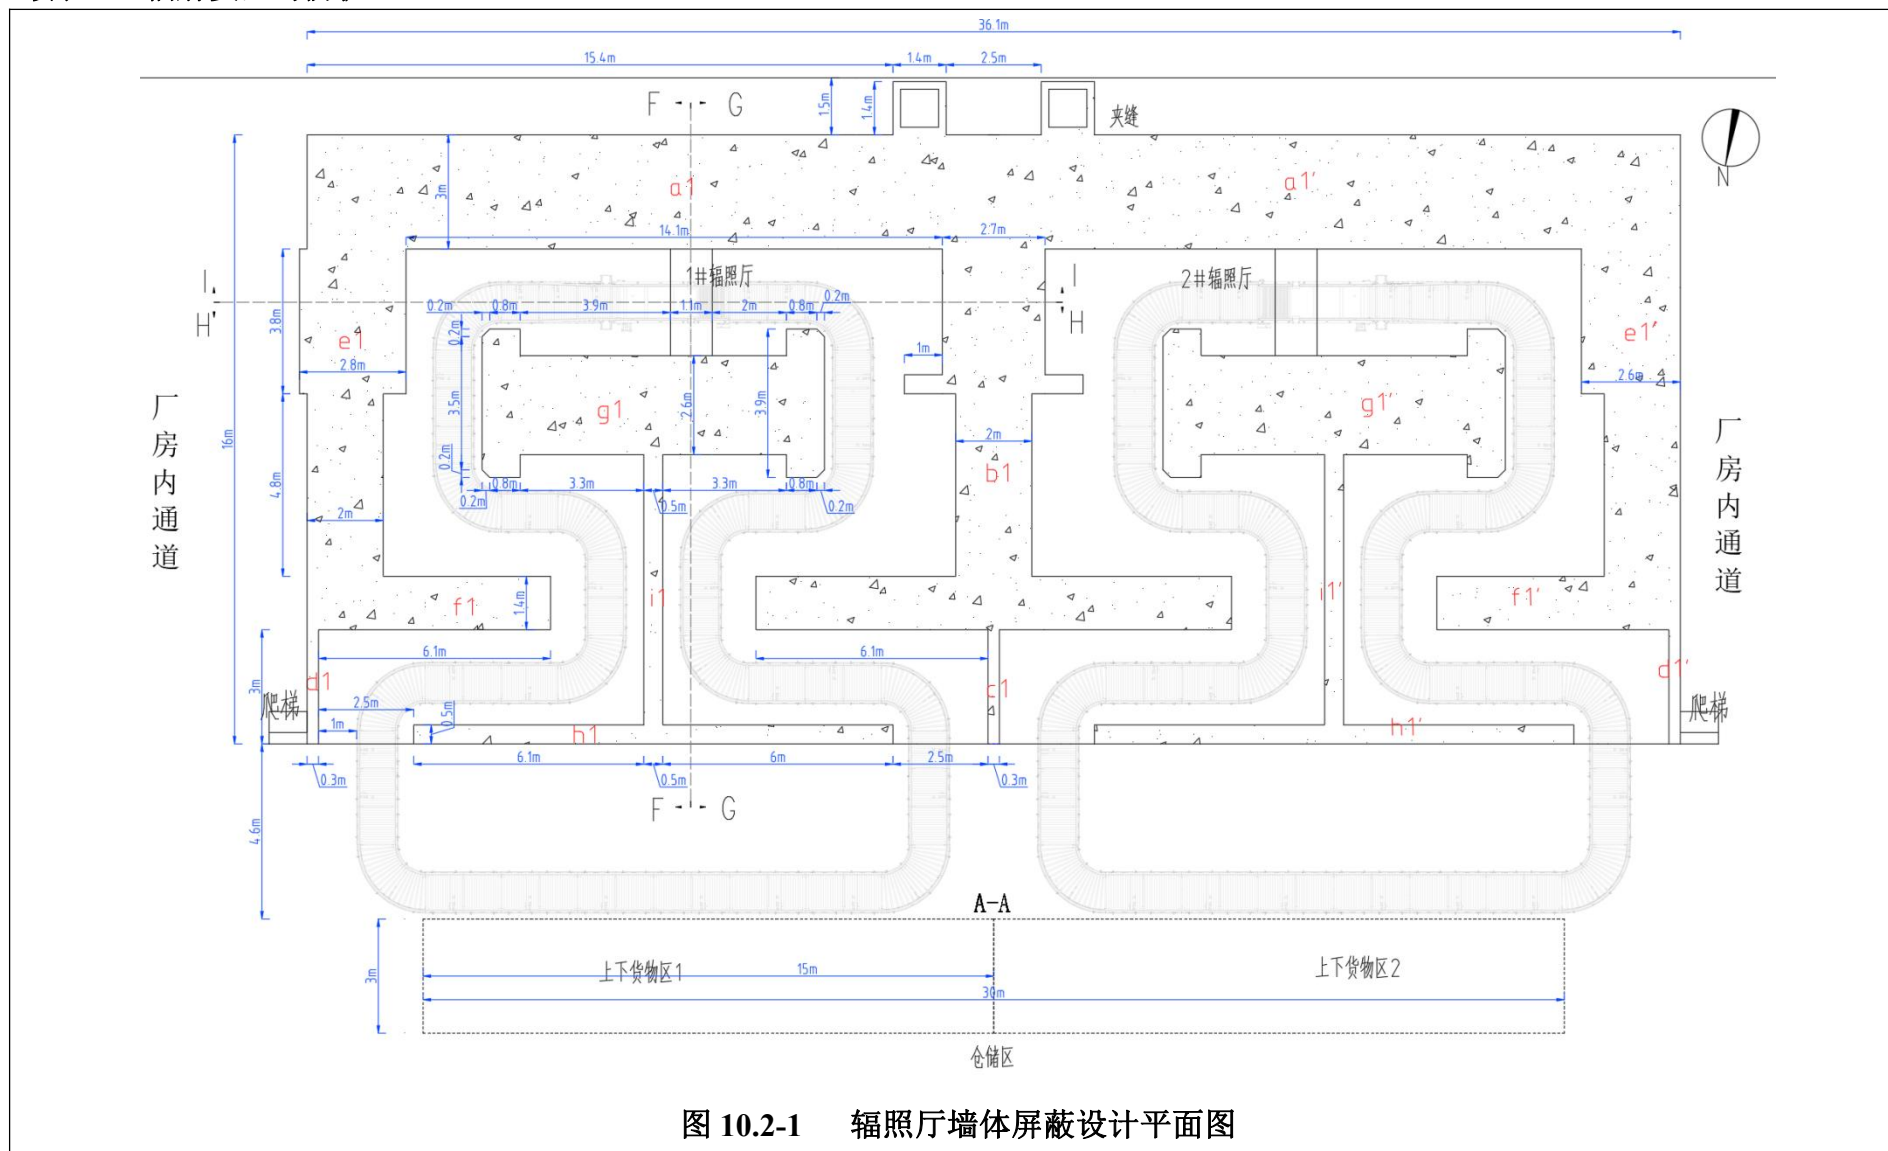 36.1m
15.4m
1.4m
2.5m
F
G
1.5m
1.4m
夹缝
N
3m
a1
a1′
14.1m
2.7m
1#辐照厅
2#辐照厅
I
I
H
H
0.2m
0.8m
3.9m
1.1m
2m
0.8m
0.2m
3.8m
e1
e1′
0.2m
2.8m
1m
2.6m
3.5m
g1
2.6m
3.9m
g1′
厂房内通道
厂房内通道
16m
2m
b1
0.2m
4.8m
0.2m
0.8m
3.3m
0.5m
3.3m
0.8m
0.2m
2m
f1
1.4m
i1
i1′
f1′
6.1m
6.1m
3m
d1
c1
d1′
爬梯
爬梯
2.5m
1m
0.5m
h1
h1′
0.3m
6.1m
0.5m
6m
2.5m
0.3m
F
G
4.6m
A-A
3m
上下货物区1
15m
上下货物区2
30m
仓储区
图 10.2-1 辐照厅墙体屏蔽设计平面图